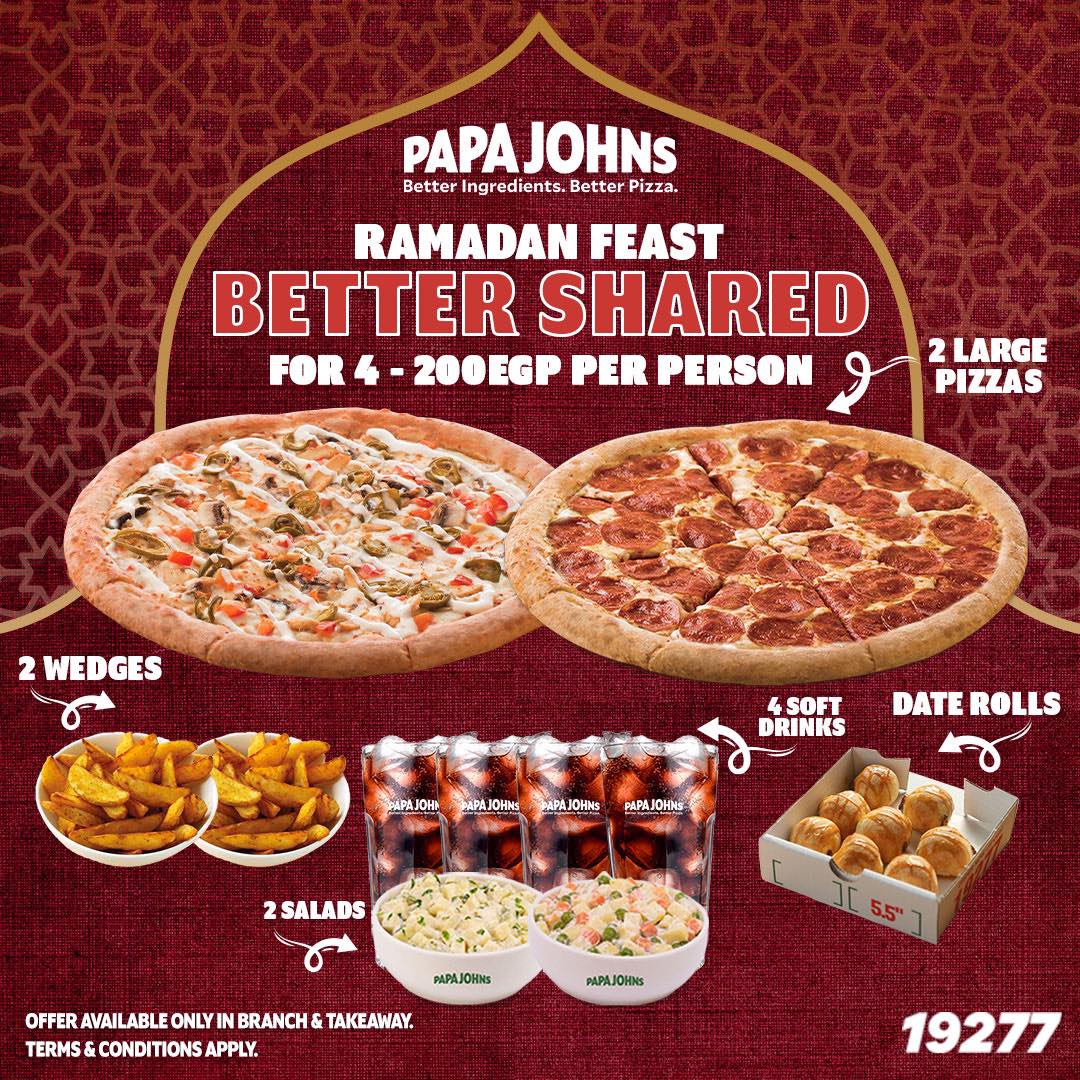 PAPA JOHNS
Better Ingredients. Better Pizza.
RAMADAN FEAST
BETTER SHARED
FOR 4 - 200EGP PER PERSON
2 LARGE
PIZZAS
2 WEDGES
4 SOFT
DRINKS
DATE ROLLS
PAPA JOHN
PAPA JOHNS
PAPA JOHNS
PAPA JOHNS
2 SALADS
5.5"
PAPA JOHNS
PAPA JOHNS
OFFER AVAILABLE ONLY IN BRANCH & TAKEAWAY.
TERMS & CONDITIONS APPLY.
19277